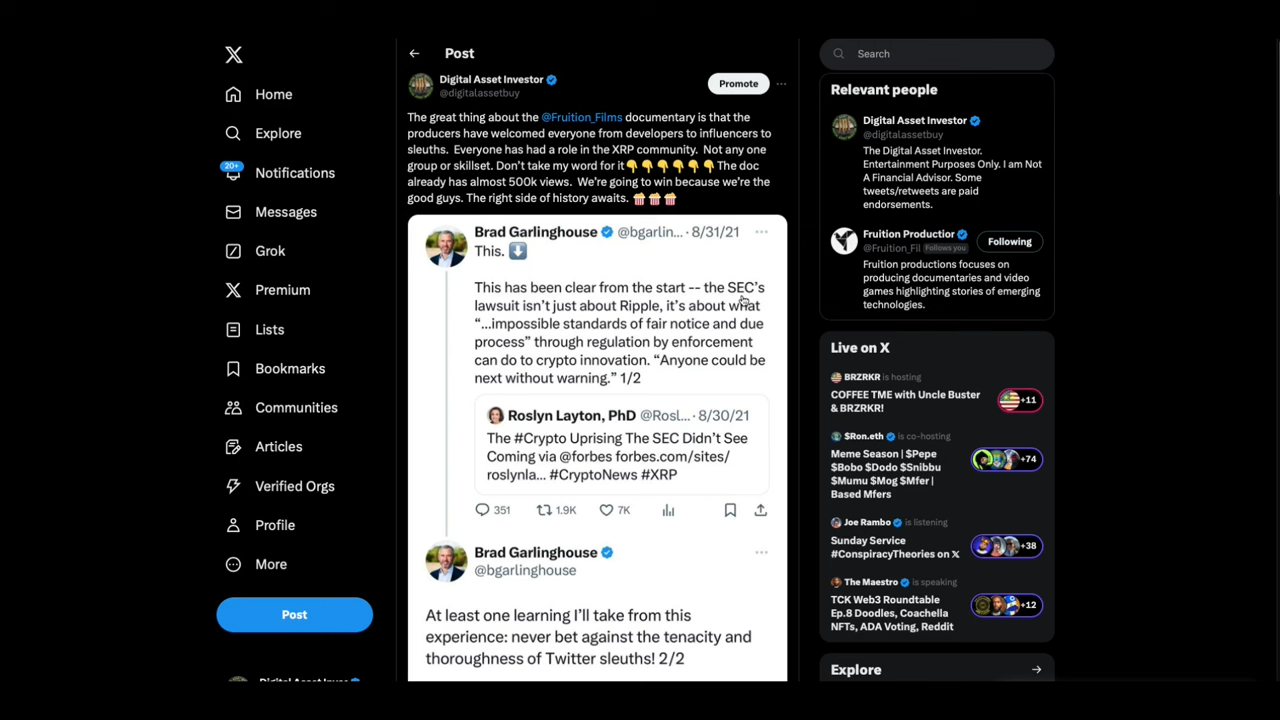 Home
Explore
20+
Notifications
Messages
Grok
Premium
Lists
Bookmarks
Communities
Articles
Verified Orgs
Profile
More
Post
Post
Digital Asset Investor
@digitalassetbuy
Promote
The great thing about the @Fruition_Films documentary is that the
producers have welcomed everyone from developers to influencers to
sleuths.  Everyone has had a role in the XRP community.  Not any one
group or skillset. Don't take my word for it👇👇👇👇👇👇The doc
already has almost 500k views.  We're going to win because we're the
good guys. The right side of history awaits. 🍿🍿🍿
Brad Garlinghouse @bgarlin... · 8/31/21
This. ⬇️
This has been clear from the start -- the SEC's
lawsuit isn't just about Ripple, it's about what
“...impossible standards of fair notice and due
process” through regulation by enforcement
can do to crypto innovation. “Anyone could be
next without warning.” 1/2
Roslyn Layton, PhD @Rosl... · 8/30/21
The #Crypto Uprising The SEC Didn't See
Coming via @forbes forbes.com/sites/
roslynla... #CryptoNews #XRP
351 1.9K 7K
Brad Garlinghouse
@bgarlinghouse
At least one learning I'll take from this
experience: never bet against the tenacity and
thoroughness of Twitter sleuths! 2/2
Search
Relevant people
Digital Asset Investor
@digitalassetbuy
The Digital Asset Investor.
Entertainment Purposes Only. I am Not
A Financial Advisor. Some
tweets/retweets are paid
endorsements.
Fruition Productior
@Fruition_Fil Follows you
Following
Fruition productions focuses on
producing documentaries and video
games highlighting stories of emerging
technologies.
Live on X
BRZRKR is hosting
COFFEE TME with Uncle Buster
& BRZRKR!
+11
$Ron.eth is co-hosting
Meme Season | $Pepe
$Bobo $Dodo $Snibbu
$Mumu $Mog $Mfer |
Based Mfers
+74
Joe Rambo is listening
Sunday Service
#ConspiracyTheories on X
+38
The Maestro is speaking
TCK Web3 Roundtable
Ep.8 Doodles, Coachella
NFTs, ADA Voting, Reddit
+12
Explore